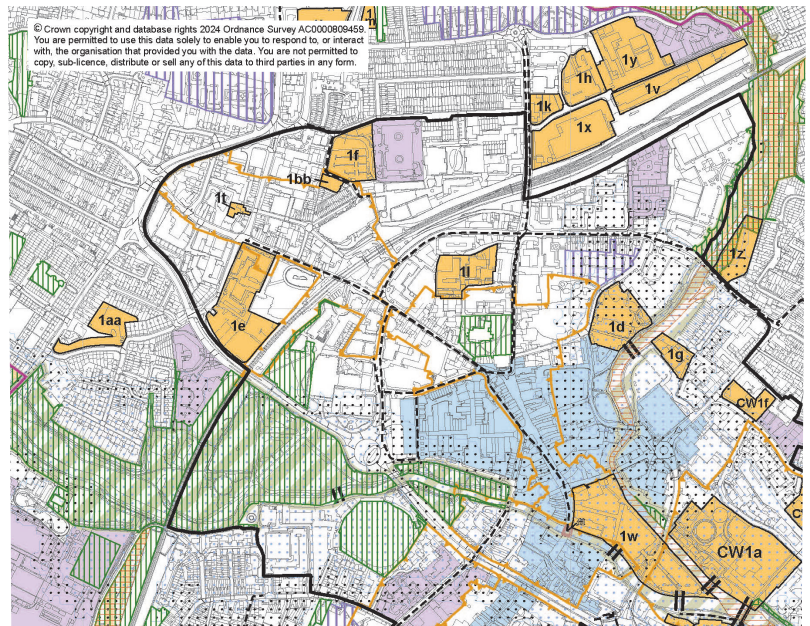 © Crown copyright and database rights 2024 Ordnance Survey AC0000809459.
You are permitted to use this data solely to enable you to respond to, or interact
with, the organisation that provided you with the data. You are not permitted to
copy, sub-licence, distribute or sell any of this data to third parties in any form.
1y
1h
1v
1k
1x
1f
1bb
1t
1z
1l
1e
1aa
1d
1g
CW1f
1w
CW1a